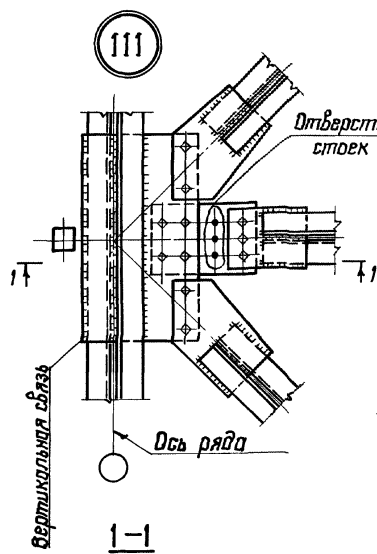 111
Отверст
стоек
1
1
Вертикальная связь
Ось ряда
1-1